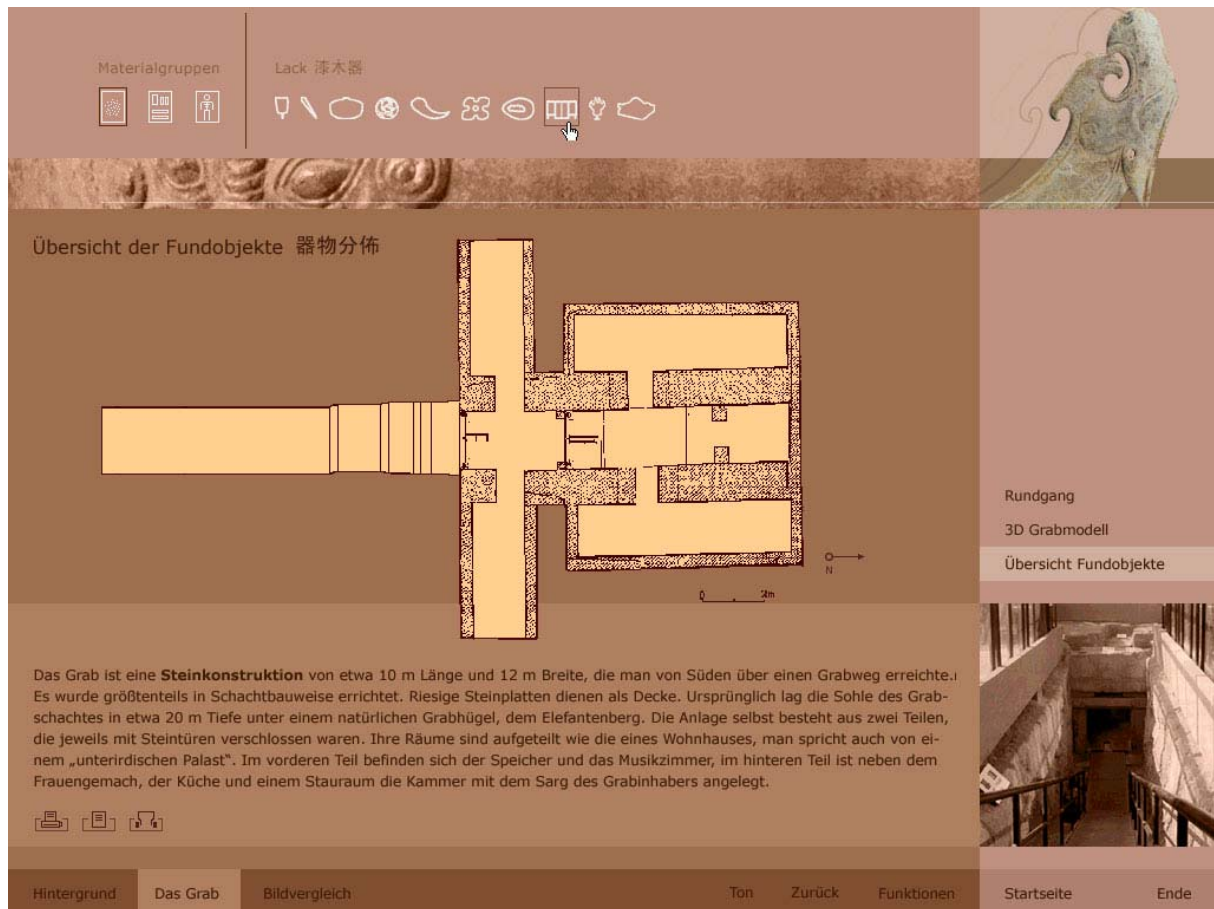 Materialgruppen
Lack 漆木器
Übersicht der Fundobjekte 器物分佈
N
0 2m
Rundgang
3D Grabmodell
Übersicht Fundobjekte
Das Grab ist eine Steinkonstruktion von etwa 10 m Länge und 12 m Breite, die man von Süden über einen Grabweg erreichte.
Es wurde größtenteils in Schachtbauweise errichtet. Riesige Steinplatten dienen als Decke. Ursprünglich lag die Sohle des Grab-
schachtes in etwa 20 m Tiefe unter einem natürlichen Grabhügel, dem Elefantenberg. Die Anlage selbst besteht aus zwei Teilen,
die jeweils mit Steintüren verschlossen waren. Ihre Räume sind aufgeteilt wie die eines Wohnhauses, man spricht auch von ei-
nem „unterirdischen Palast“. Im vorderen Teil befinden sich der Speicher und das Musikzimmer, im hinteren Teil ist neben dem
Frauengemach, der Küche und einem Stauraum die Kammer mit dem Sarg des Grabinhabers angelegt.
Hintergrund
Das Grab
Bildvergleich
Ton
Zurück
Funktionen
Startseite
Ende